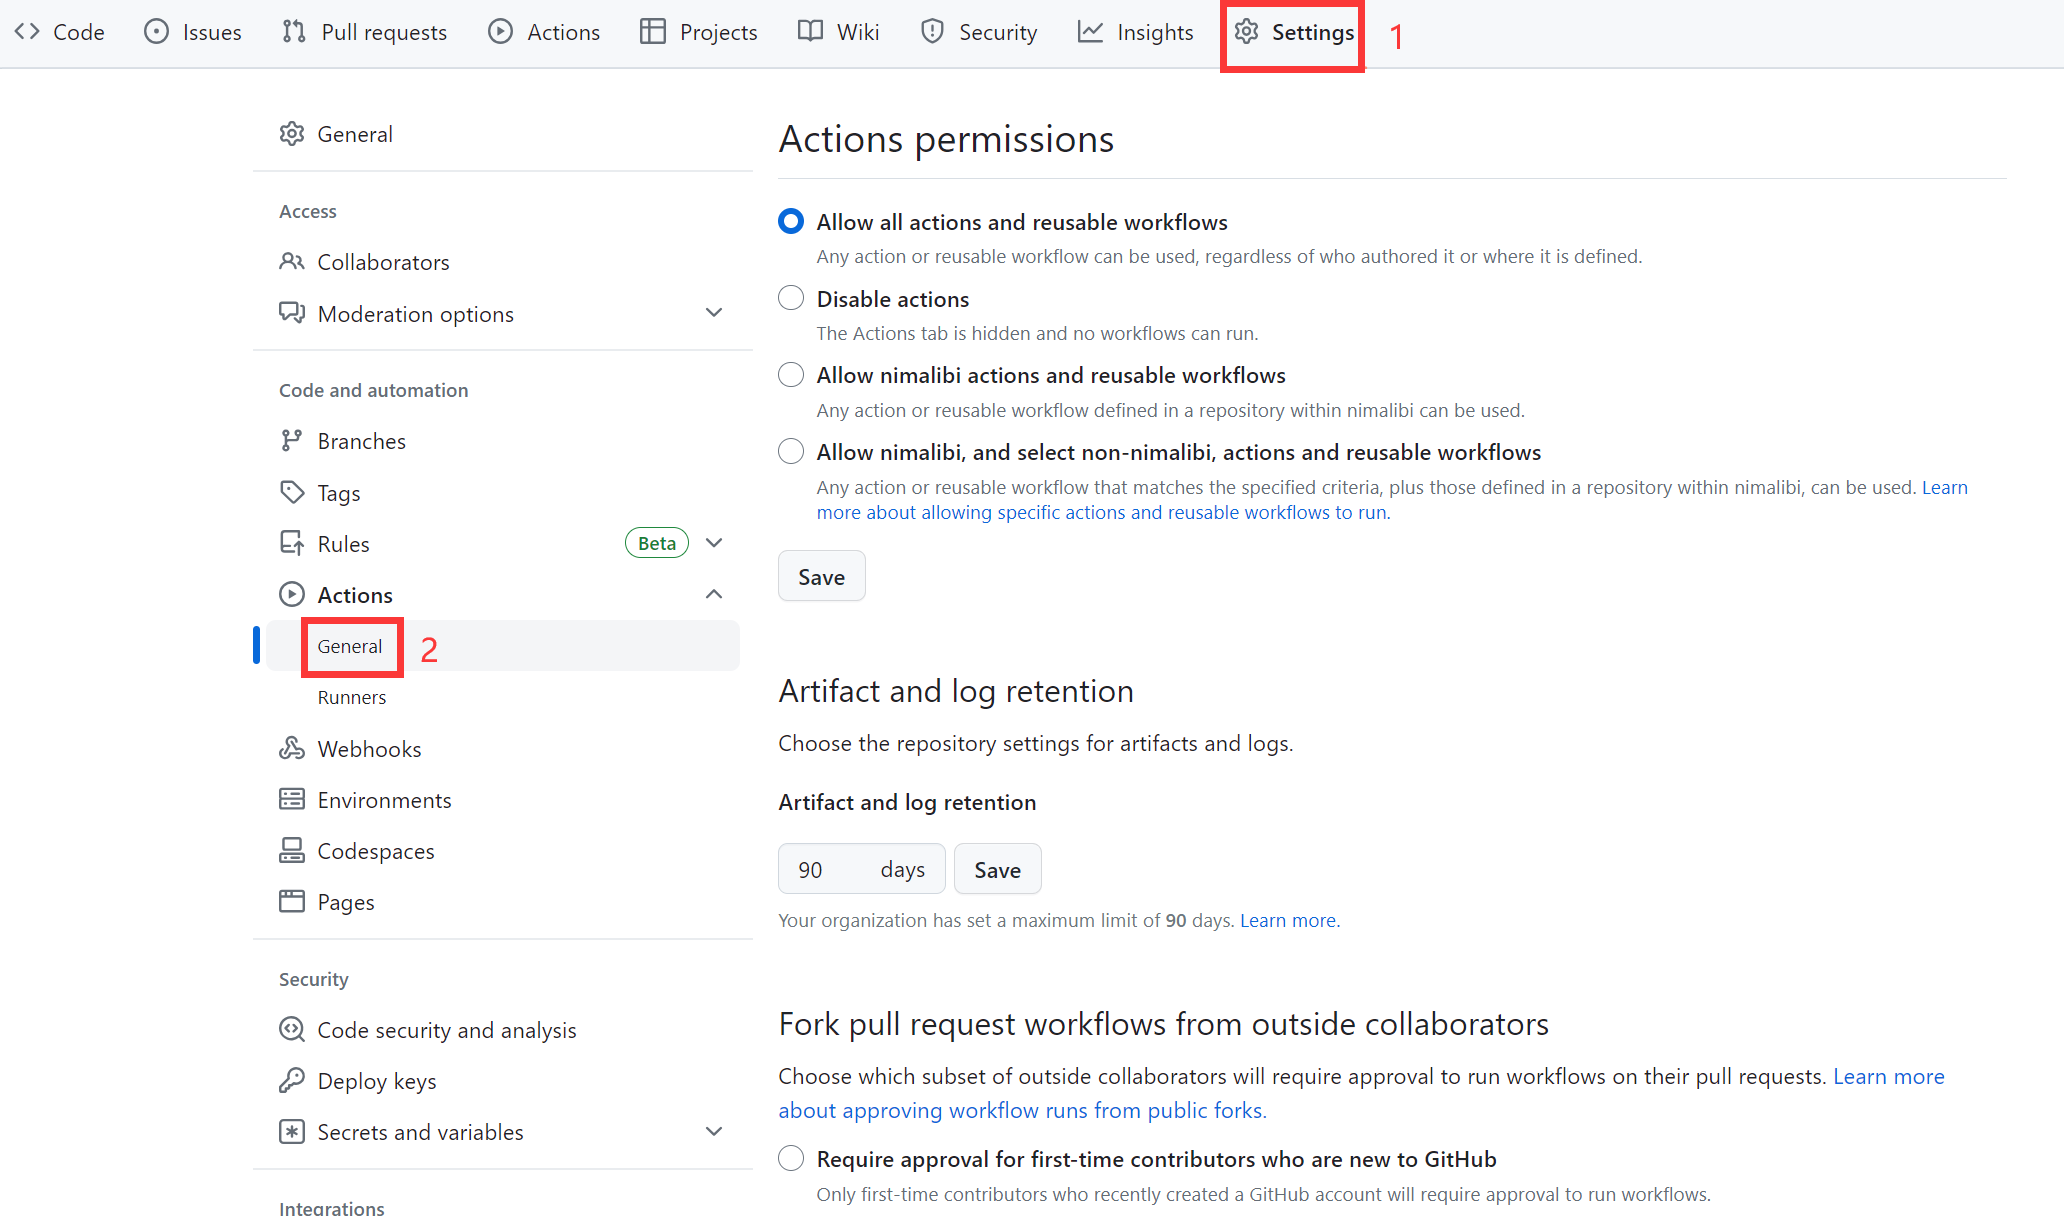 Code Issues Pull requests Actions Projects Wiki Security Insights Settings 1
General
Access
Collaborators
Moderation options
Code and automation
Branches
Tags
Rules Beta
Actions
General 2
Runners
Webhooks
Environments
Codespaces
Pages
Security
Code security and analysis
Deploy keys
Secrets and variables
Integrations
Actions permissions
Allow all actions and reusable workflows
Any action or reusable workflow can be used, regardless of who authored it or where it is defined.
Disable actions
The Actions tab is hidden and no workflows can run.
Allow nimalibi actions and reusable workflows
Any action or reusable workflow defined in a repository within nimalibi can be used.
Allow nimalibi, and select non-nimalibi, actions and reusable workflows
Any action or reusable workflow that matches the specified criteria, plus those defined in a repository within nimalibi, can be used. Learn
more about allowing specific actions and reusable workflows to run.
Save
Artifact and log retention
Choose the repository settings for artifacts and logs.
Artifact and log retention
90 days Save
Your organization has set a maximum limit of 90 days. Learn more.
Fork pull request workflows from outside collaborators
Choose which subset of outside collaborators will require approval to run workflows on their pull requests. Learn more
about approving workflow runs from public forks.
Require approval for first-time contributors who are new to GitHub
Only first-time contributors who recently created a GitHub account will require approval to run workflows.